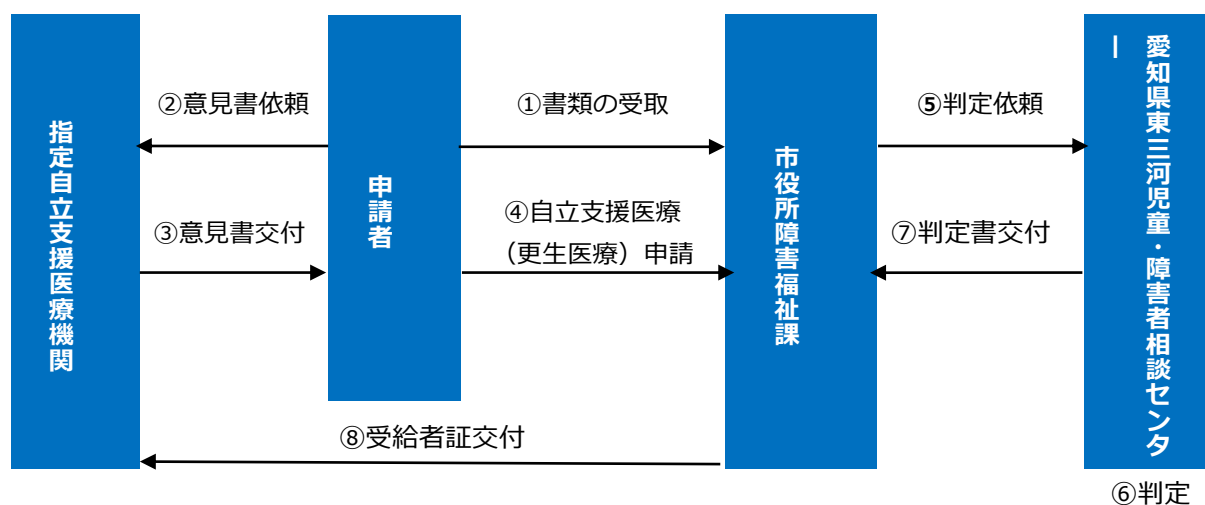 指定自立支援医療機関
②意見書依頼
③意見書交付
申請者
①書類の受取
④自立支援医療
（更生医療）申請
市役所障害福祉課
⑤判定依頼
⑦判定書交付
愛知県東三河児童・障害者相談センタ
ー
⑧受給者証交付
⑥判定